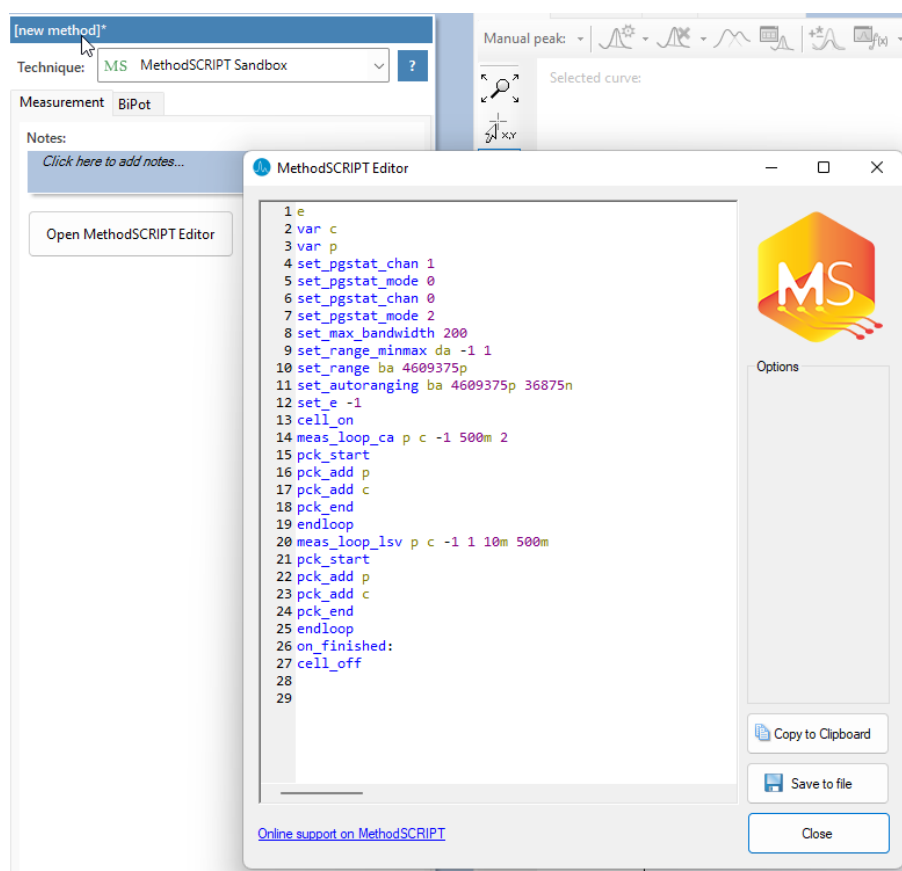 [new method]*
Technique: MS MethodSCRIPT Sandbox ?
Measurement BiPot
Notes:
Click here to add notes...
Open MethodSCRIPT Editor
Manual peak: f(x)
Selected curve:
X,Y
MethodSCRIPT Editor
1 e
2 var c
3 var p
4 set_pgstat_chan 1
5 set_pgstat_mode 0
6 set_pgstat_chan 0
7 set_pgstat_mode 2
8 set_max_bandwidth 200
9 set_range_minmax da -1 1
10 set_range ba 4609375p
11 set_autoranging ba 4609375p 36875n
12 set_e -1
13 cell_on
14 meas_loop_ca p c -1 500m 2
15 pck_start
16 pck_add p
17 pck_add c
18 pck_end
19 endloop
20 meas_loop_lsv p c -1 1 10m 500m
21 pck_start
22 pck_add p
23 pck_add c
24 pck_end
25 endloop
26 on_finished:
27 cell_off
28
29
MS
Options
Copy to Clipboard
Save to file
Online support on MethodSCRIPT
Close